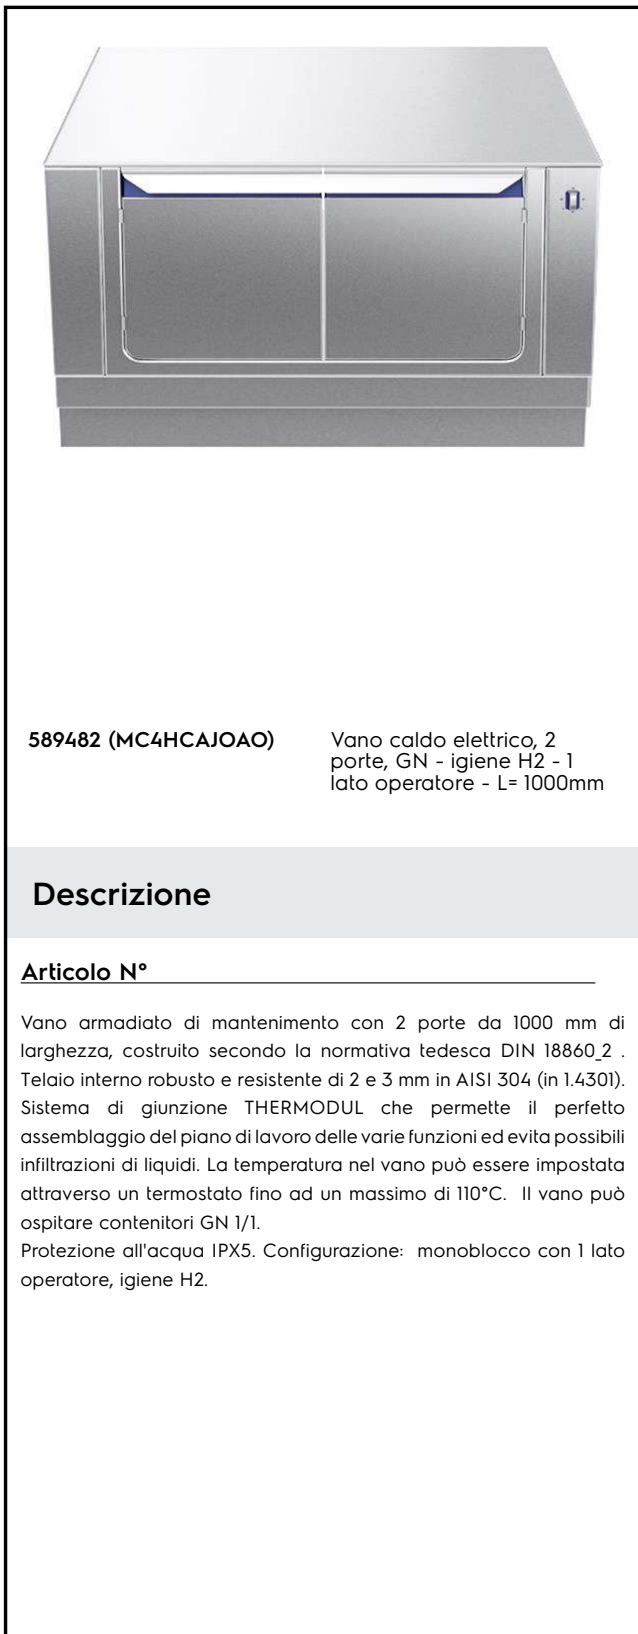 589482 (MC4HCAJOAO)
Vano caldo elettrico, 2
porte, GN - igiene H2 - 1
lato operatore - L= 1000mm
Descrizione
Articolo N°
Vano armadiato di mantenimento con 2 porte da 1000 mm di
larghezza, costruito secondo la normativa tedesca DIN 18860_2 .
Telaio interno robusto e resistente di 2 e 3 mm in AISI 304 (in 1.4301).
Sistema di giunzione THERMODUL che permette il perfetto
assemblaggio del piano di lavoro delle varie funzioni ed evita possibili
infiltrazioni di liquidi. La temperatura nel vano può essere impostata
attraverso un termostato fino ad un massimo di 110°C. Il vano può
ospitare contenitori GN 1/1.
Protezione all'acqua IPX5. Configurazione: monoblocco con 1 lato
operatore, igiene H2.